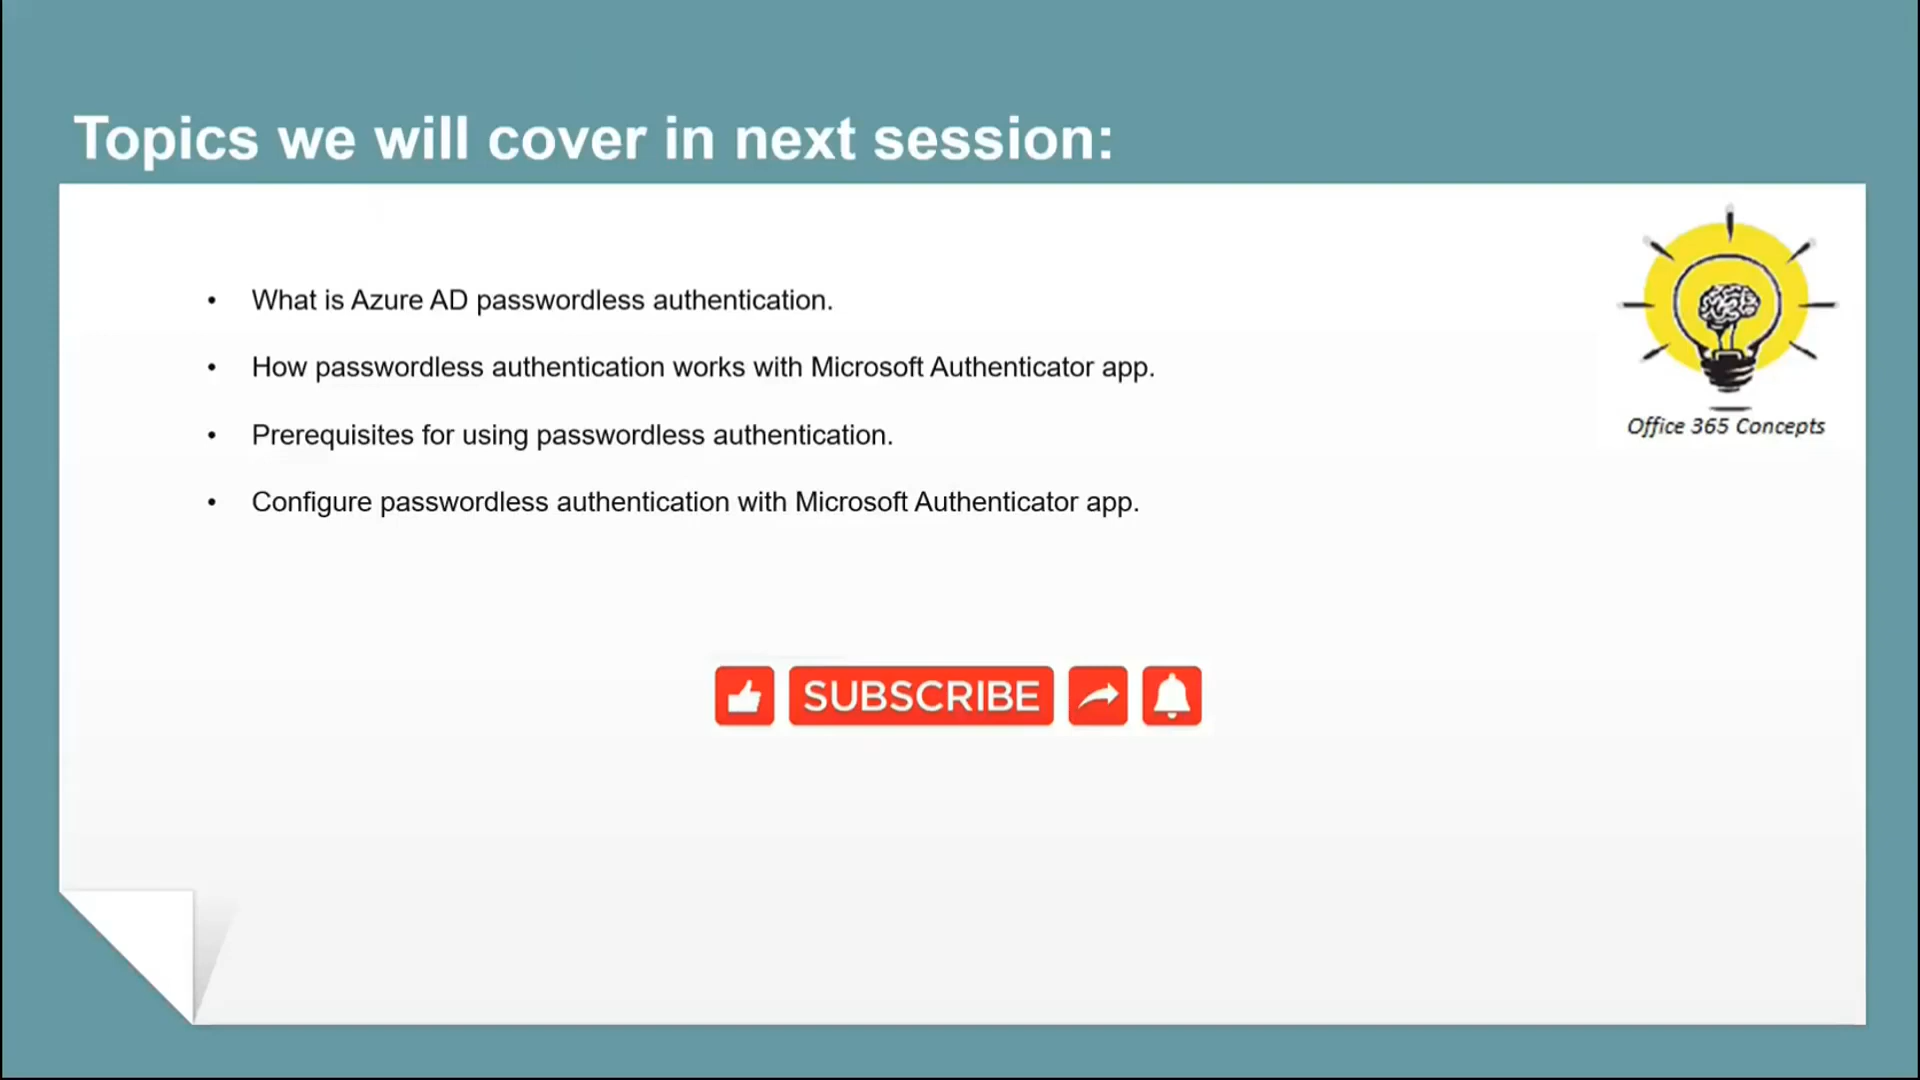 Topics we will cover in next session:
• What is Azure AD passwordless authentication.
• How passwordless authentication works with Microsoft Authenticator app.
• Prerequisites for using passwordless authentication.
• Configure passwordless authentication with Microsoft Authenticator app.
Office 365 Concepts
SUBSCRIBE